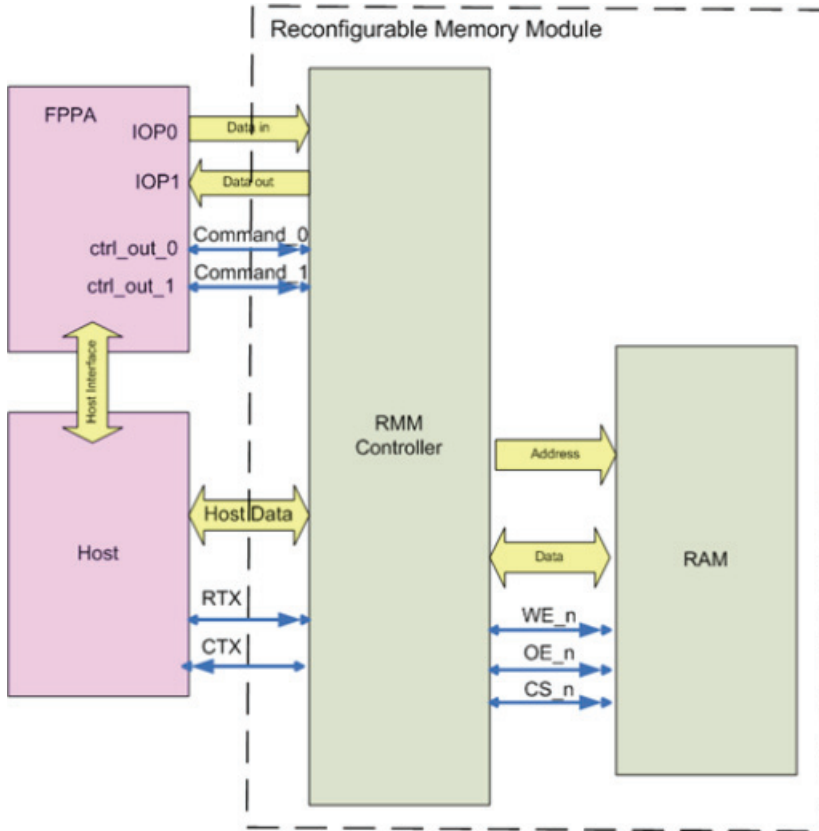 Reconfigurable Memory Module
FPPA
IOP0
Data in
IOP1
Data out
ctrl_out_0
Command_0
ctrl_out_1
Command_1
Host Interface
RMM
Controller
Address
Host Data
Host
Data
RAM
RTX
WE_n
CTX
OE_n
CS_n